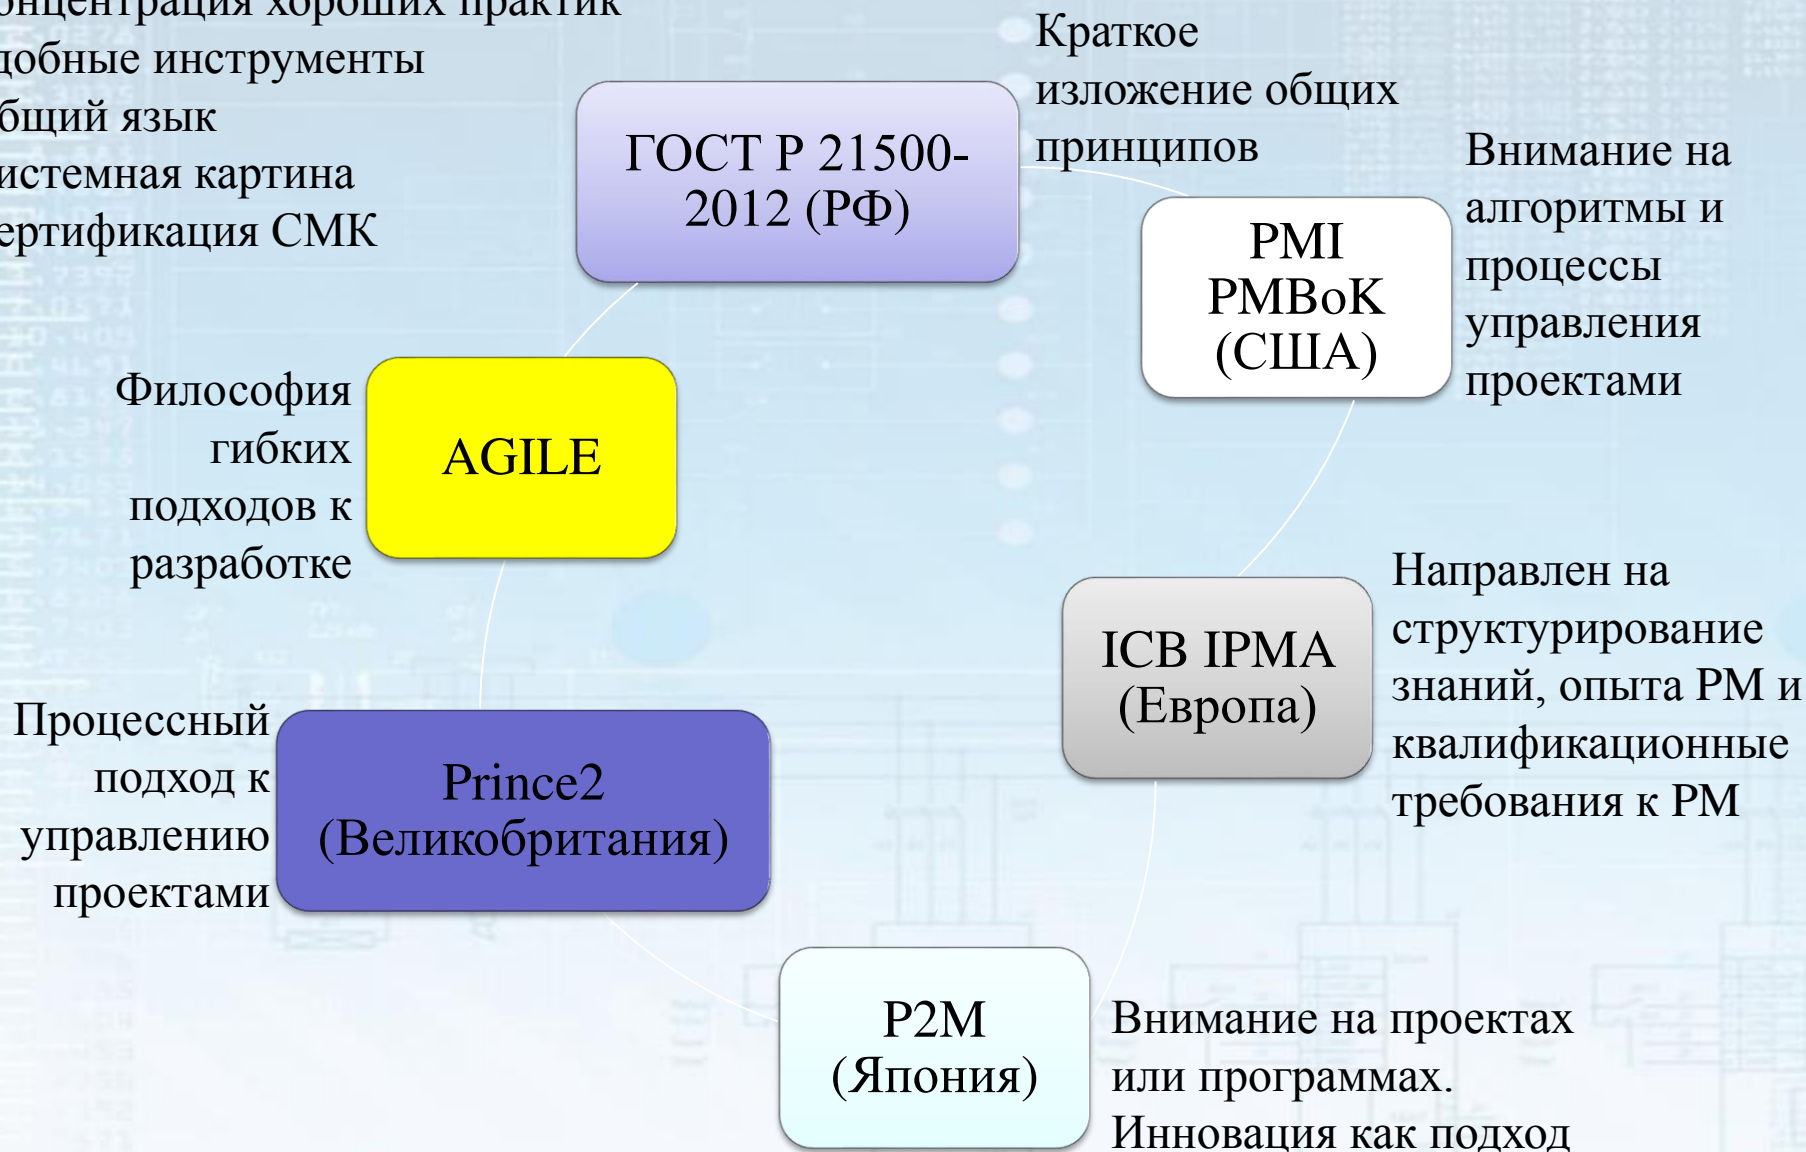 онцентрация хороших практик
добные инструменты
бщий язык
истемная картина
ертификация СМК
ГОСТ Р 21500-
2012 (РФ)
Краткое
изложение общих
принципов
PMI
PMBoK
(США)
Внимание на
алгоритмы и
процессы
управления
проектами
ICB IPMA
(Европа)
Направлен на
структурирование
знаний, опыта РМ и
квалификационные
требования к РМ
P2M
(Япония)
Внимание на проектах
или программах.
Инновация как подход
Prince2
(Великобритания)
Процессный
подход к
управлению
проектами
AGILE
Философия
гибких
подходов к
разработке